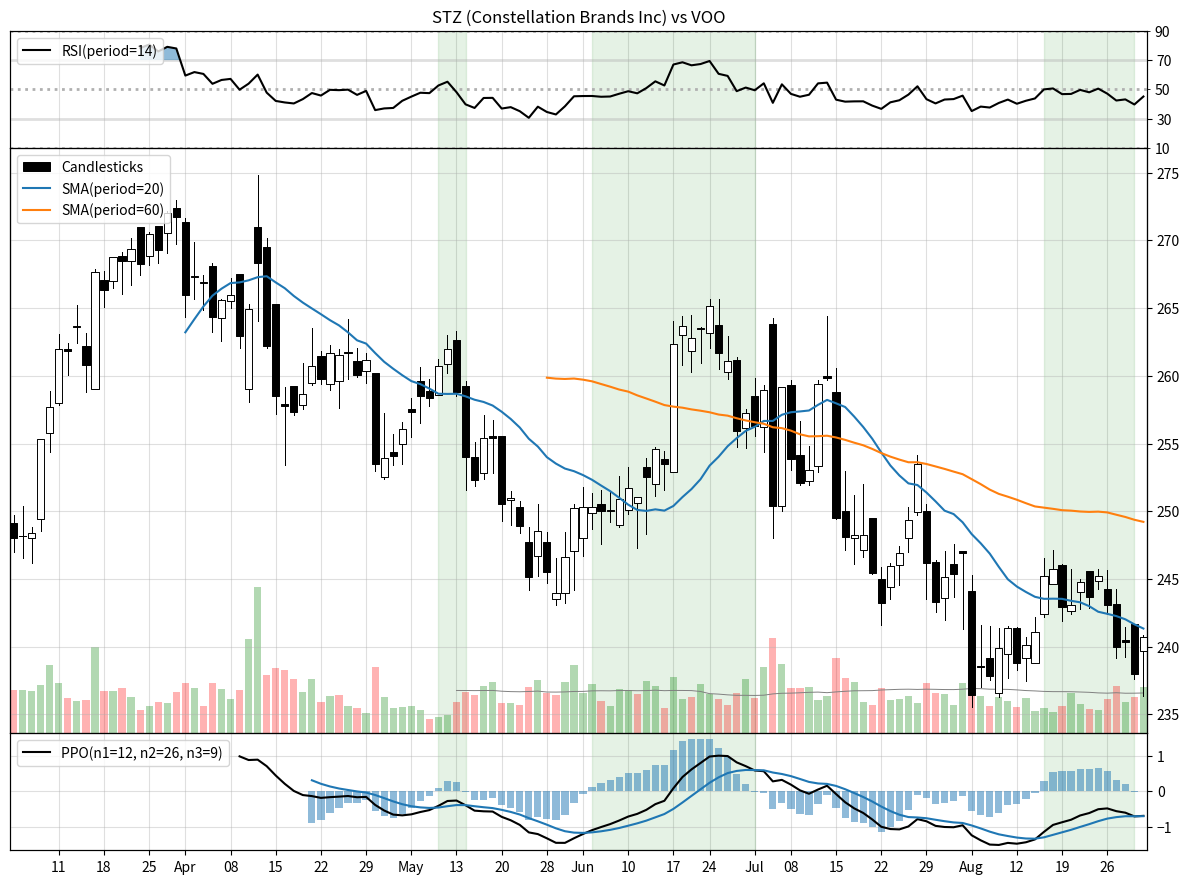 STZ (Constellation Brands Inc) vs VOO
RSI(period=14)
90
70
50
30
10
Candlesticks
SMA(period=20)
SMA(period=60)
275
270
265
260
255
250
245
240
235
PPO(n1=12, n2=26, n3=9)
1
0
−1
11 18 25 Apr 08 15 22 29 May 13 20 28 Jun 10 17 24 Jul 08 15 22 29 Aug 12 19 26